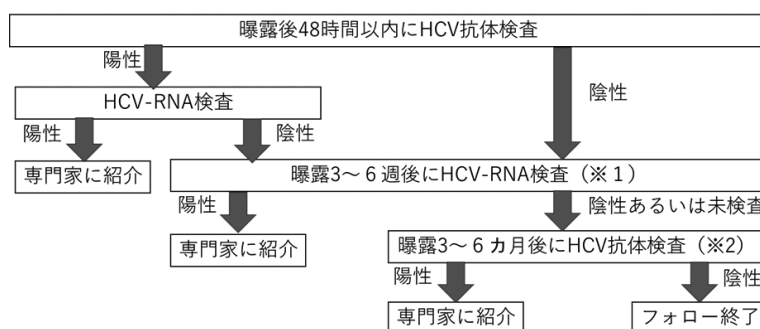 曝露後48時間以内にHCV抗体検査
陽性
HCV-RNA検査
陰性
陽性
陰性
専門家に紹介
曝露3～６週後にHCV-RNA検査（※１）
陽性
陰性あるいは未検査
専門家に紹介
曝露3～６カ月後にHCV抗体検査（※2）
陽性
陰性
専門家に紹介
フォロー終了